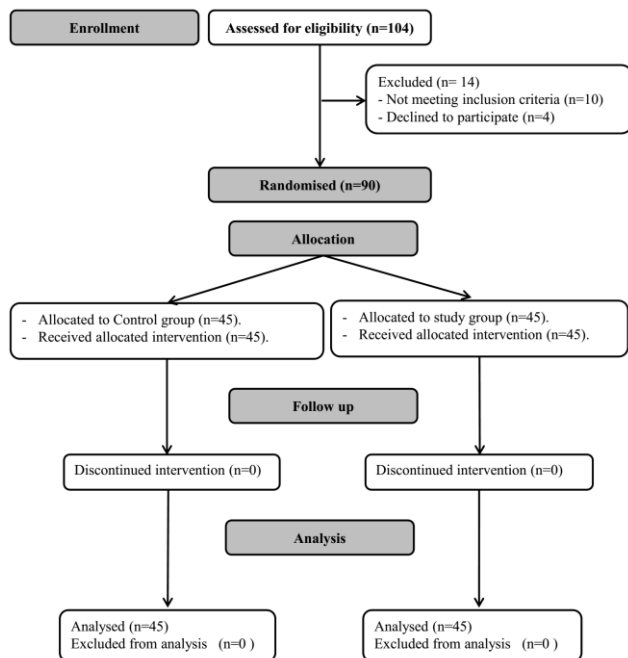 Enrollment
Assessed for eligibility (n=104)
Excluded (n= 14)
- Not meeting inclusion criteria (n=10)
- Declined to participate (n=4)
Randomised (n=90)
Allocation
- Allocated to Control group (n=45).
- Received allocated intervention (n=45).
- Allocated to study group (n=45).
- Received allocated intervention (n=45).
Follow up
Discontinued intervention (n=0)
Discontinued intervention (n=0)
Analysis
Analysed (n=45)
Excluded from analysis (n=0 )
Analysed (n=45)
Excluded from analysis (n=0 )